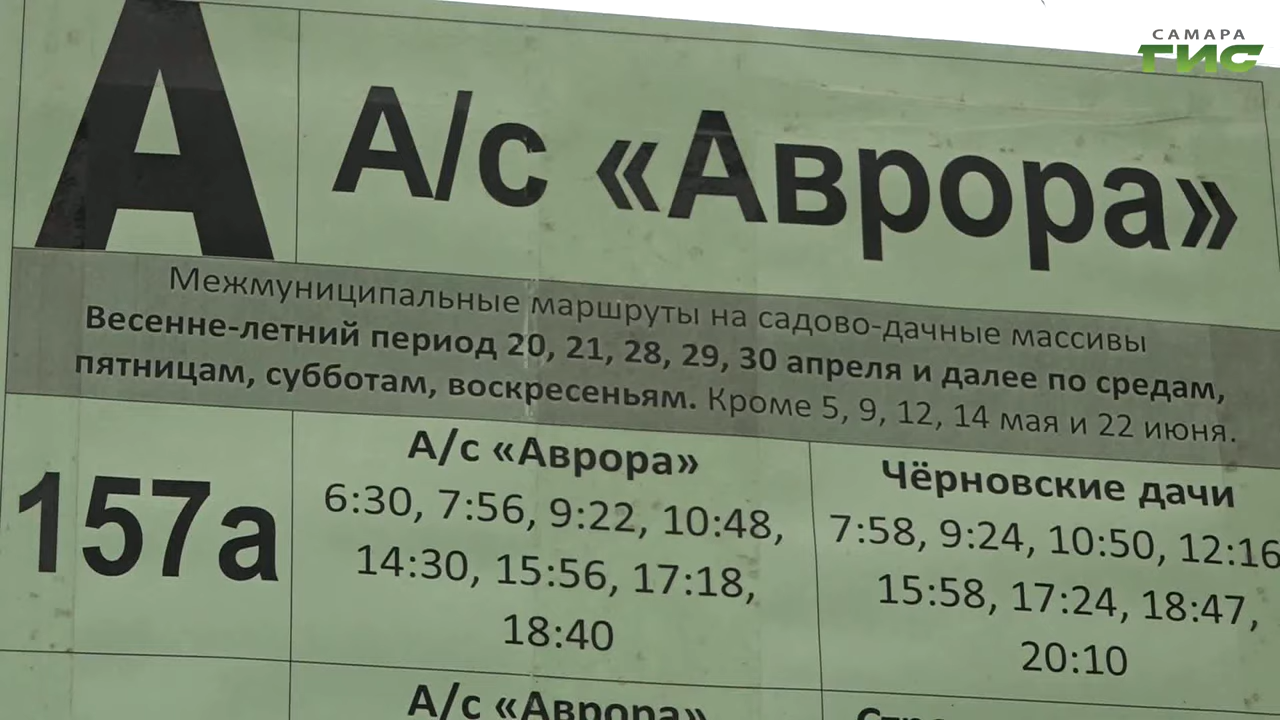 САМАРА
ГИС
А
А/с «Аврора»
Межмуниципальные маршруты на садово-дачные массивы
Весенне-летний период 20, 21, 28, 29, 30 апреля и далее по средам,
пятницам, субботам, воскресеньям. Кроме 5, 9, 12, 14 мая и 22 июня.
157а
А/с «Аврора»
6:30, 7:56, 9:22, 10:48,
14:30, 15:56, 17:18,
18:40
Чёрновские дачи
7:58, 9:24, 10:50, 12:16
15:58, 17:24, 18:47,
20:10
А/с «Аврора»